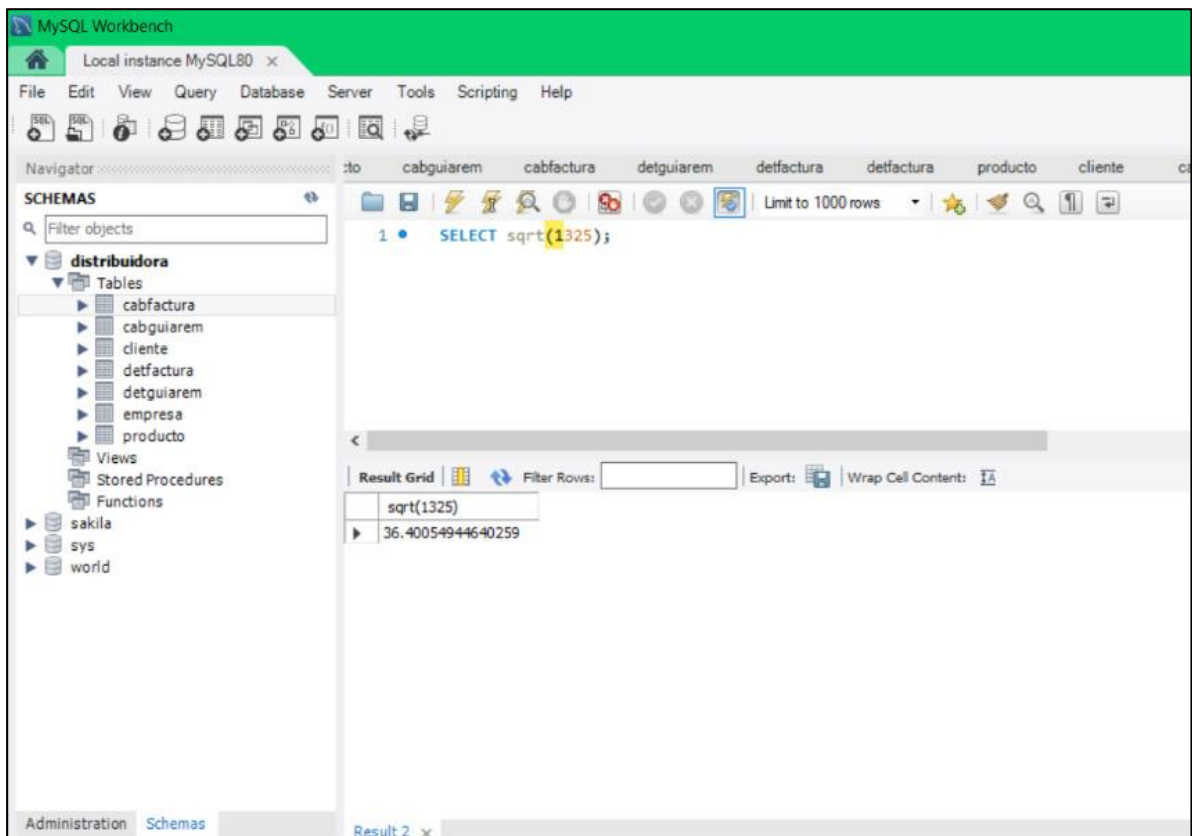 MySQL Workbench
Local instance MySQL80 ×
File Edit View Query Database Server Tools Scripting Help
Navigator
SCHEMAS
Filter objects
distribuidora
Tables
cabfactura
cabguiarem
cliente
detfactura
detguiarem
empresa
producto
Views
Stored Procedures
Functions
sakila
sys
world
Administration Schemas
cto cabguiarem cabfactura detguiarem detfactura detfactura producto cliente ca
Limit to 1000 rows
1 SELECT sqrt(1325);
Result Grid Filter Rows: Export: Wrap Cell Content:
sqrt(1325)
36.40054944640259
Result 2 ×